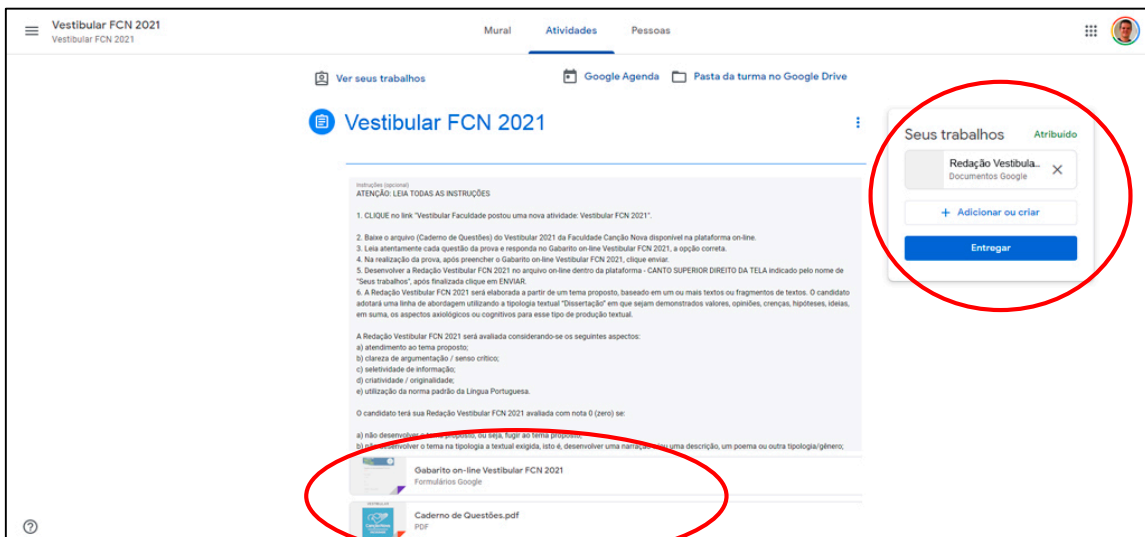 Vestibular FCN 2021
Vestibular FCN 2021
Mural
Atividades
Pessoas
Ver seus trabalhos
Google Agenda
Pasta da turma no Google Drive
Vestibular FCN 2021
Instruções (opcional)
ATENÇÃO: LEIA TODAS AS INSTRUÇÕES
1. CLIQUE no link "Vestibular Faculdade postou uma nova atividade: Vestibular FCN 2021".
2. Baixe o arquivo (Caderno de Questões) do Vestibular 2021 da Faculdade Canção Nova disponível na plataforma on-line.
3. Leia atentamente cada questão da prova e responda no Gabarito on-line Vestibular FCN 2021, a opção correta.
4. Na realização da prova, após preencher o Gabarito on-line Vestibular FCN 2021, clique enviar.
5. Desenvolver a Redação Vestibular FCN 2021 no arquivo on-line dentro da plataforma - CANTO SUPERIOR DIREITO DA TELA indicado pelo nome de
"Seus trabalhos", após finalizada clique em ENVIAR.
6. A Redação Vestibular FCN 2021 será elaborada a partir de um tema proposto, baseado em um ou mais textos ou fragmentos de textos. O candidato
adotará uma linha de abordagem utilizando a tipologia textual "Dissertação" em que sejam demonstrados valores, opiniões, crenças, hipóteses, ideias,
em suma, os aspectos axiológicos ou cognitivos para esse tipo de produção textual.
A Redação Vestibular FCN 2021 será avaliada considerando-se os seguintes aspectos:
a) atendimento ao tema proposto;
b) clareza de argumentação / senso crítico;
c) seletividade de informação;
d) criatividade / originalidade;
e) utilização da norma padrão da Língua Portuguesa.
O candidato terá sua Redação Vestibular FCN 2021 avaliada com nota 0 (zero) se:
a) não desenvolver o tema proposto, ou seja, fugir ao tema proposto;
b) não desenvolver o tema na tipologia a textual exigida, isto é, desenvolver uma narração e/ou uma descrição, um poema ou outra tipologia/gênero;
Gabarito on-line Vestibular FCN 2021
Formulários Google
Caderno de Questões.pdf
PDF
Seus trabalhos
Atribuído
Redação Vestibula...
Documentos Google
+ Adicionar ou criar
Entregar